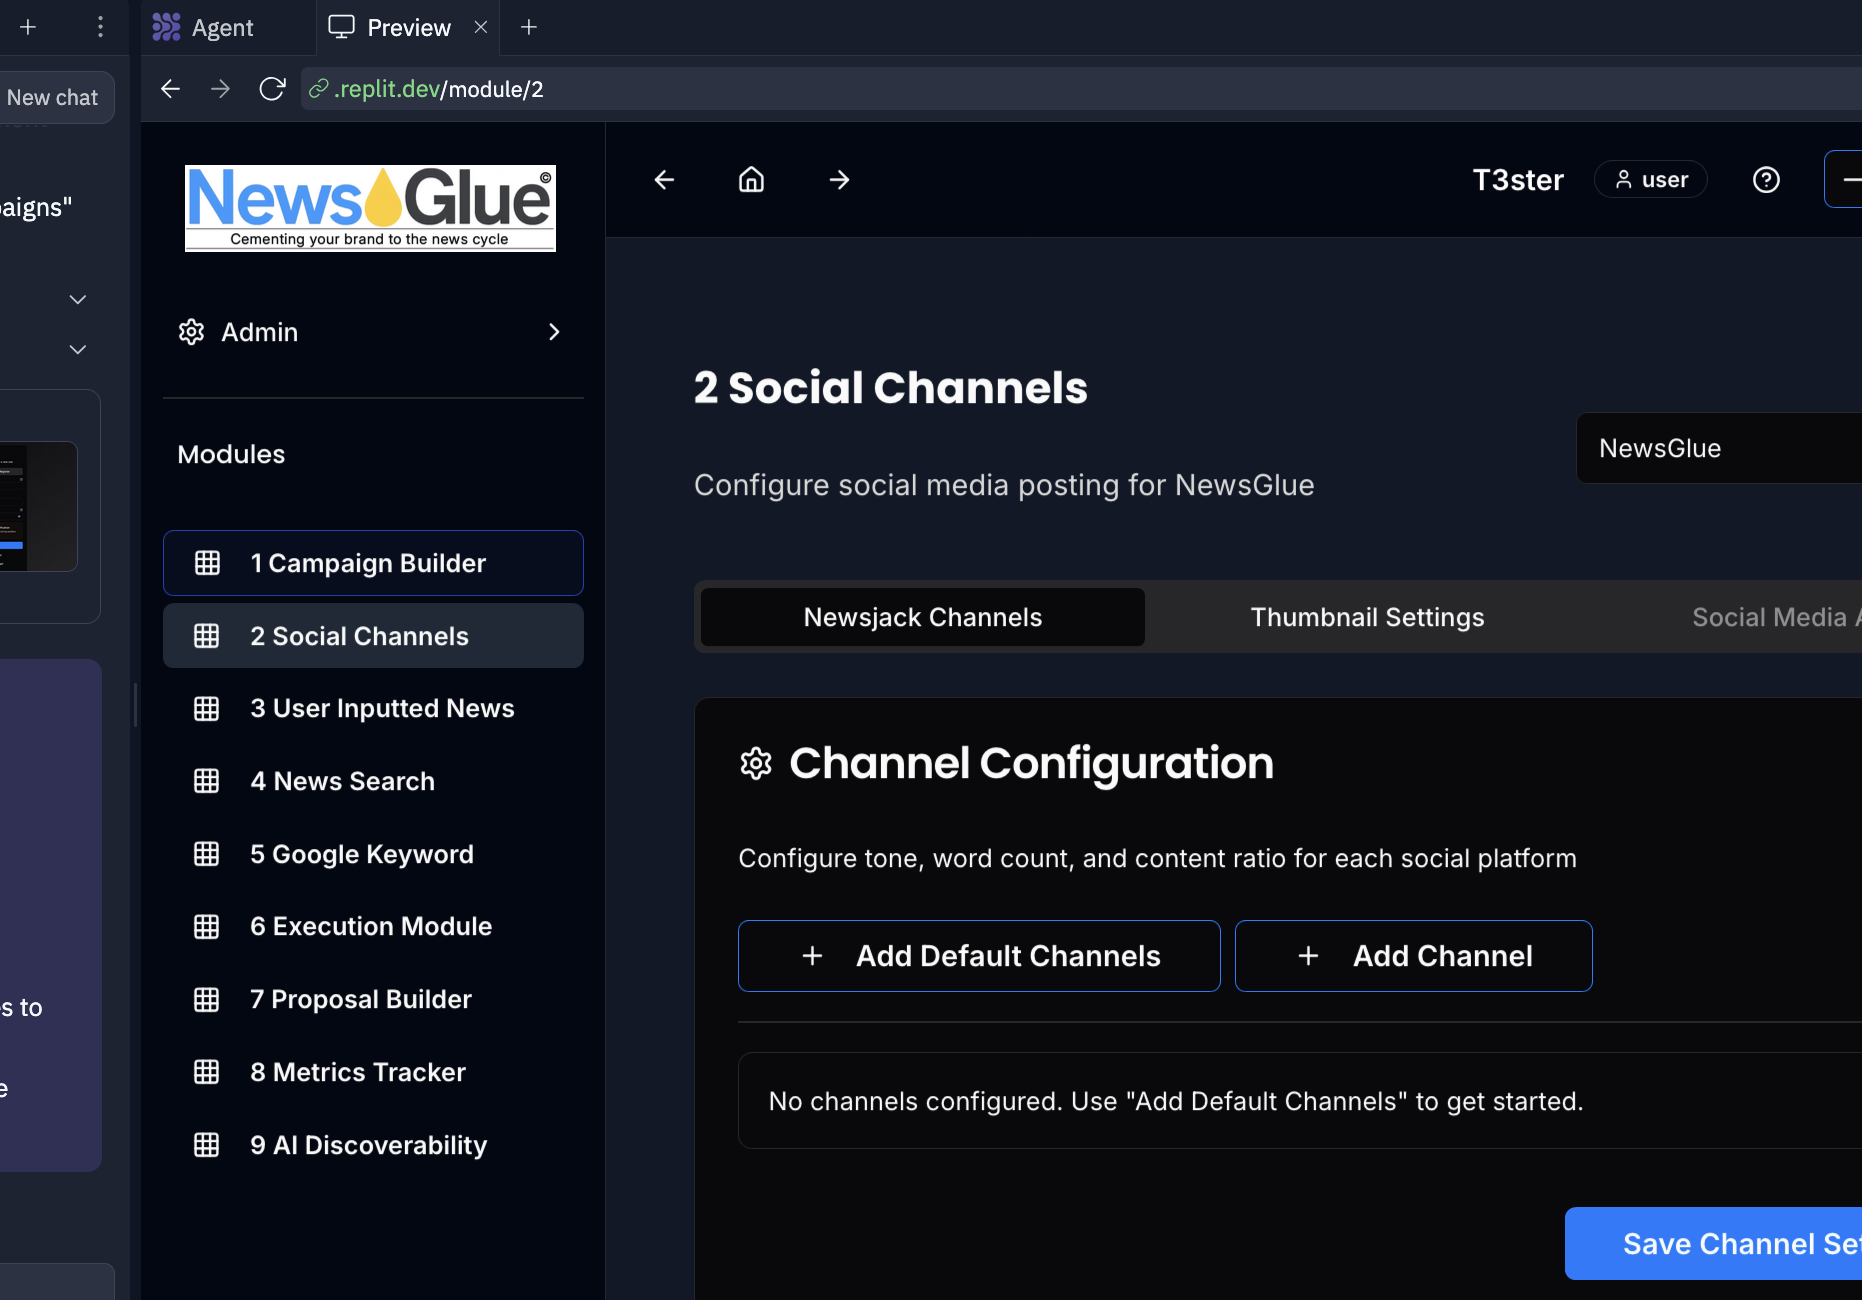 Agent
Preview
New chat
.replit.dev/module/2
aigns"
s to
e
NewsGlue©
Cementing your brand to the news cycle
Admin
Modules
1 Campaign Builder
2 Social Channels
3 User Inputted News
4 News Search
5 Google Keyword
6 Execution Module
7 Proposal Builder
8 Metrics Tracker
9 AI Discoverability
T3ster
user
2 Social Channels
NewsGlue
Configure social media posting for NewsGlue
Newsjack Channels
Thumbnail Settings
Social Media A
Channel Configuration
Configure tone, word count, and content ratio for each social platform
+ Add Default Channels
+ Add Channel
No channels configured. Use "Add Default Channels" to get started.
Save Channel Set